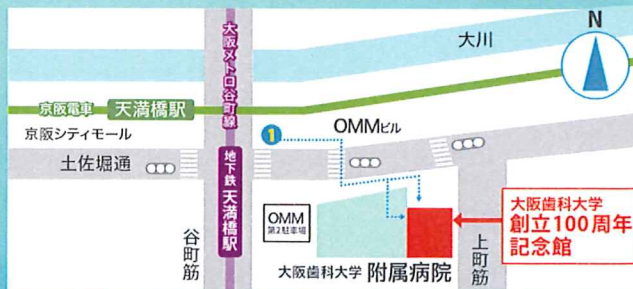 大阪メトロ谷町線
大川
N
京阪電車 天満橋駅
京阪シティモール
1
OMMビル
土佐堀通
地下鉄 天満橋駅
OMM
第2駐車場
谷町筋
大阪歯科大学 附属病院
上町筋
大阪歯科大学
創立100周年
記念館